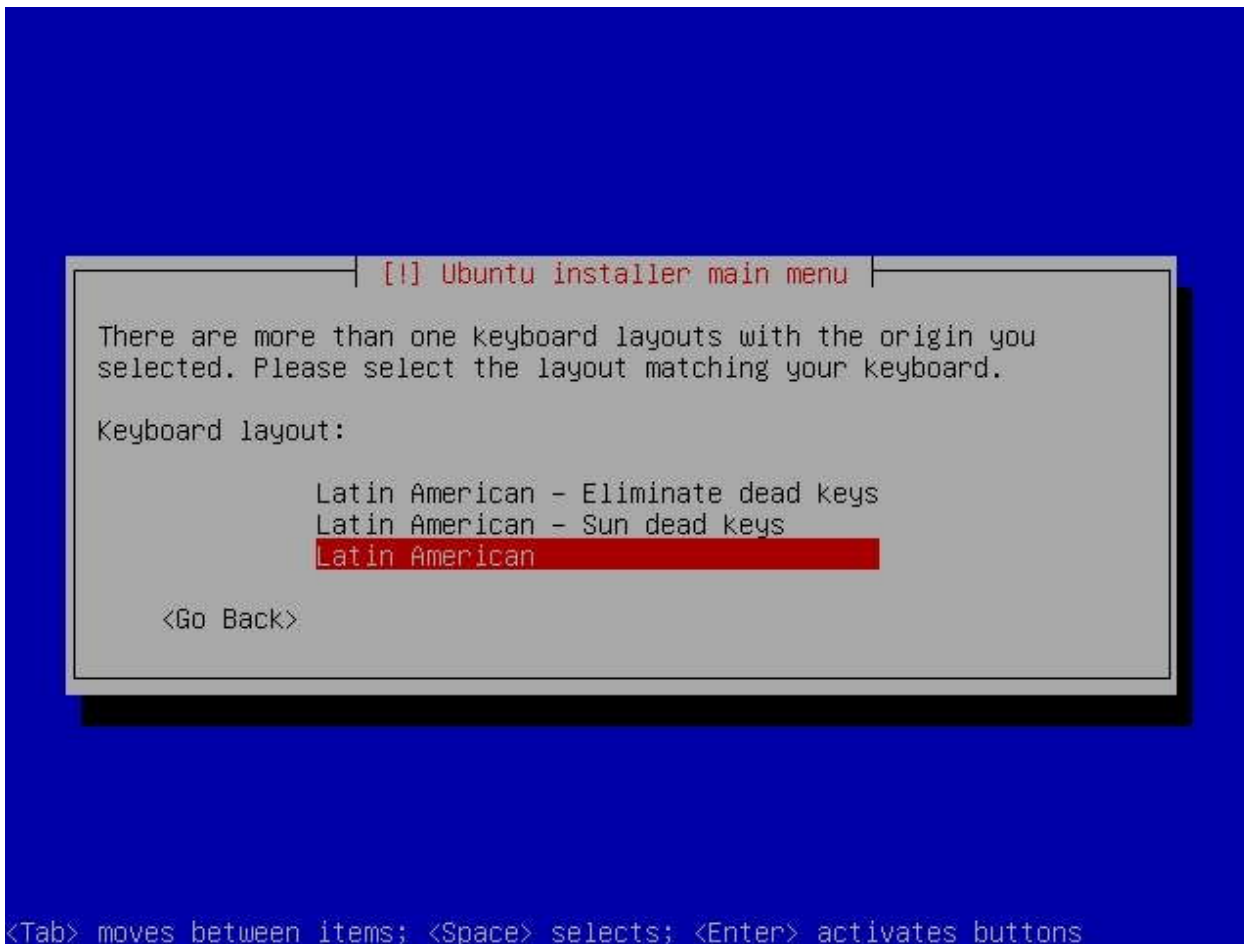 [!] Ubuntu installer main menu
There are more than one keyboard layouts with the origin you
selected. Please select the layout matching your keyboard.
Keyboard layout:
Latin American - Eliminate dead keys
Latin American - Sun dead keys
Latin American
<Go Back>
<Tab> moves between items; <Space> selects; <Enter> activates buttons